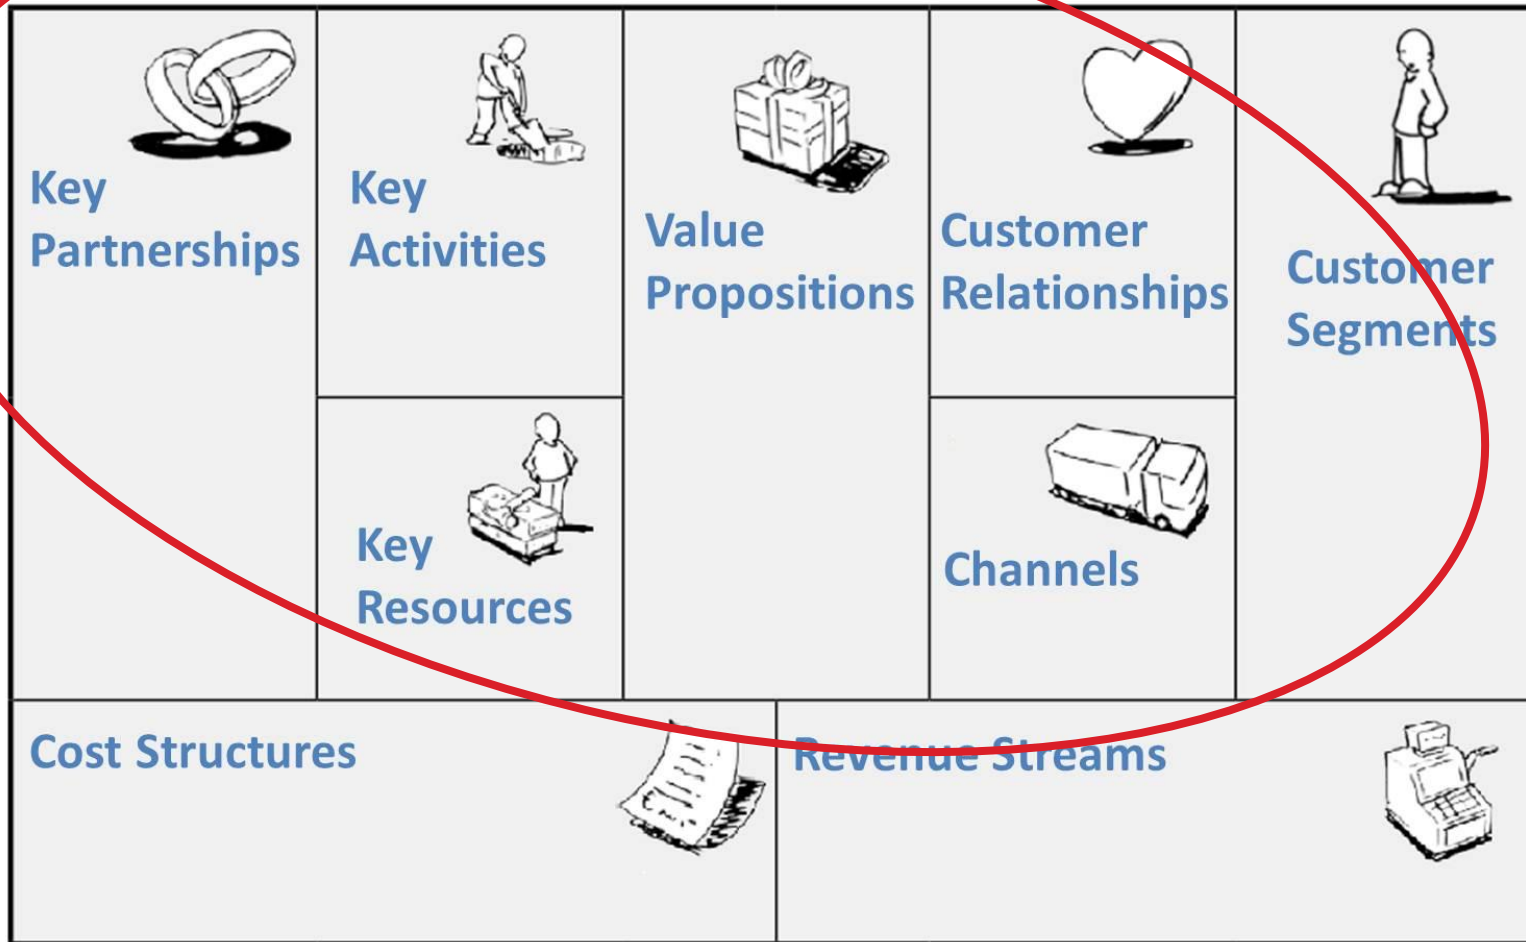 Key
Partnerships
Key
Activities
Key
Resources
Value
Propositions
Customer
Relationships
Channels
Customer
Segments
Cost Structures
Revenue Streams